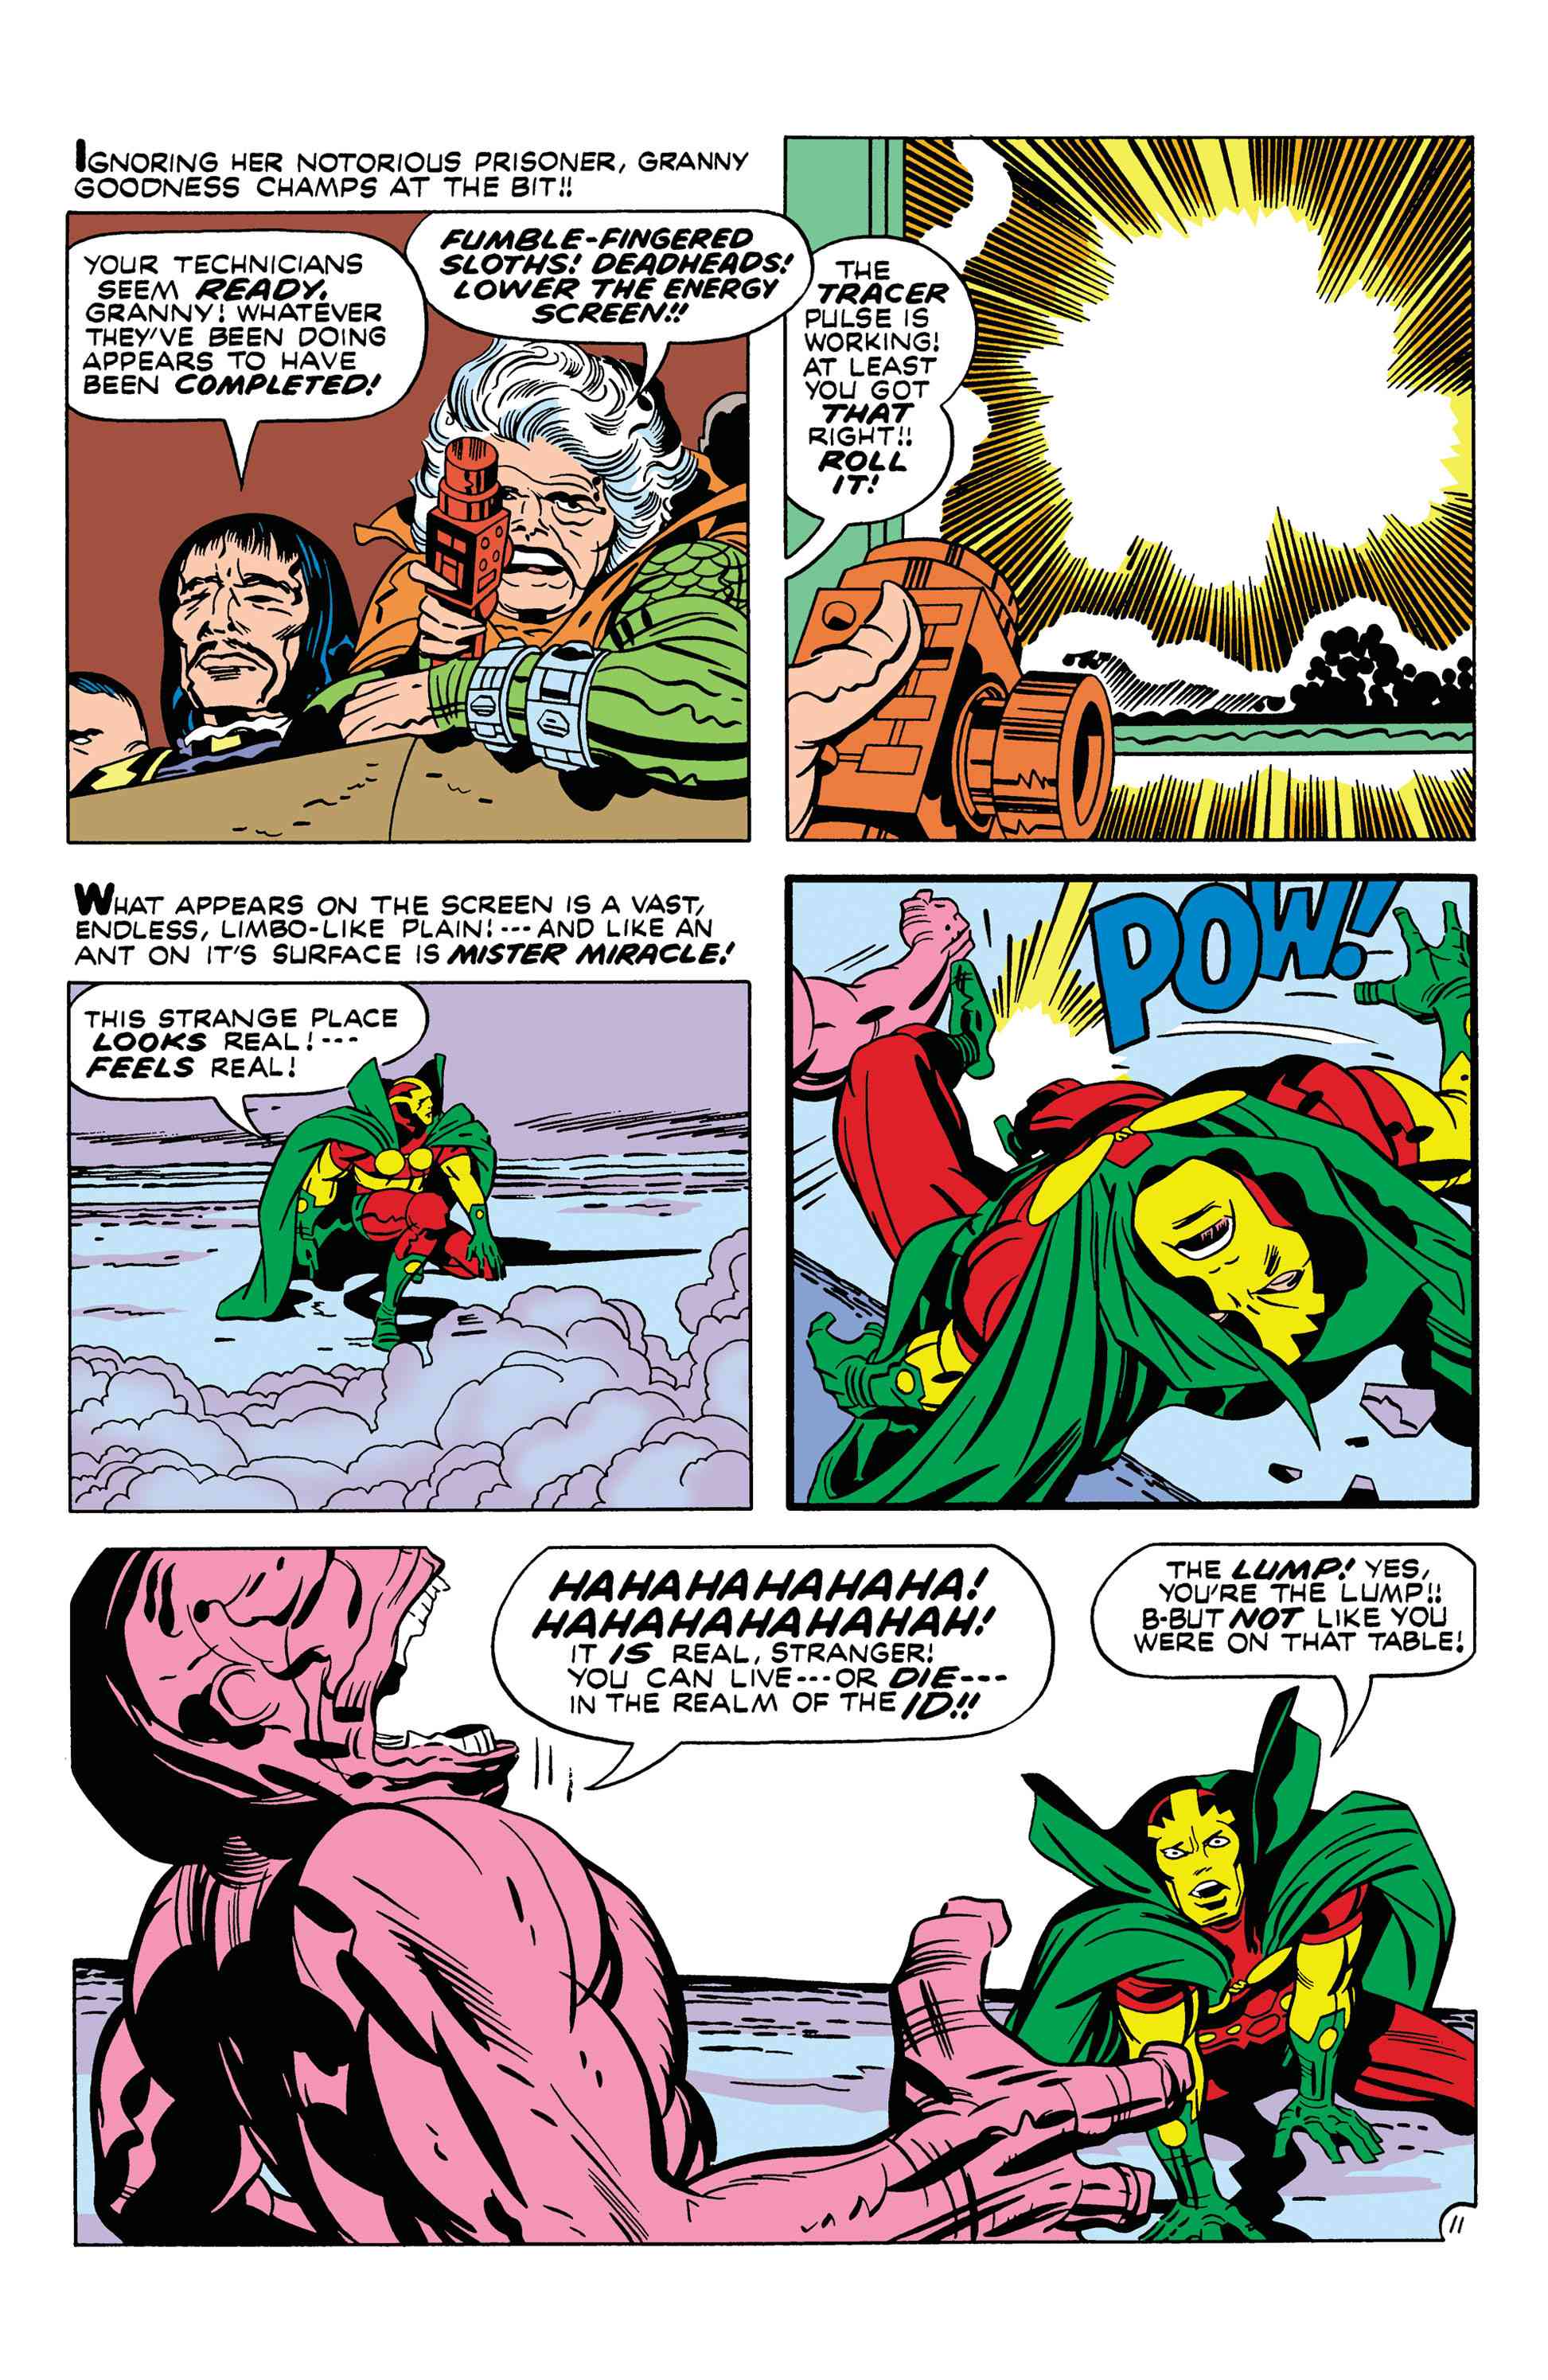 IGNORING HER NOTORIOUS PRISONER, GRANNY
GOODNESS CHAMPS AT THE BIT!!
YOUR TECHNICIANS
SEEM READY,
GRANNY! WHATEVER
THEY'VE BEEN DOING
APPEARS TO HAVE
BEEN COMPLETED!
FUMBLE-FINGERED
SLOTHS! DEADHEADS!
LOWER THE ENERGY
SCREEN!!
THE
TRACER
PULSE IS
WORKING!
AT LEAST
YOU GOT
THAT
RIGHT!!
ROLL
IT!
WHAT APPEARS ON THE SCREEN IS A VAST,
ENDLESS, LIMBO-LIKE PLAIN! --- AND LIKE AN
ANT ON IT'S SURFACE IS MISTER MIRACLE!
THIS STRANGE PLACE
LOOKS REAL! ---
FEELS REAL!
POW!!
HAHAHAHAHAHA!
HAHAHAHAHAHAH!
IT IS REAL, STRANGER!
YOU CAN LIVE --- OR DIE ---
IN THE REALM OF THE ID!!
THE LUMP! YES,
YOU'RE THE LUMP!!
B-BUT NOT LIKE YOU
WERE ON THAT TABLE!
11